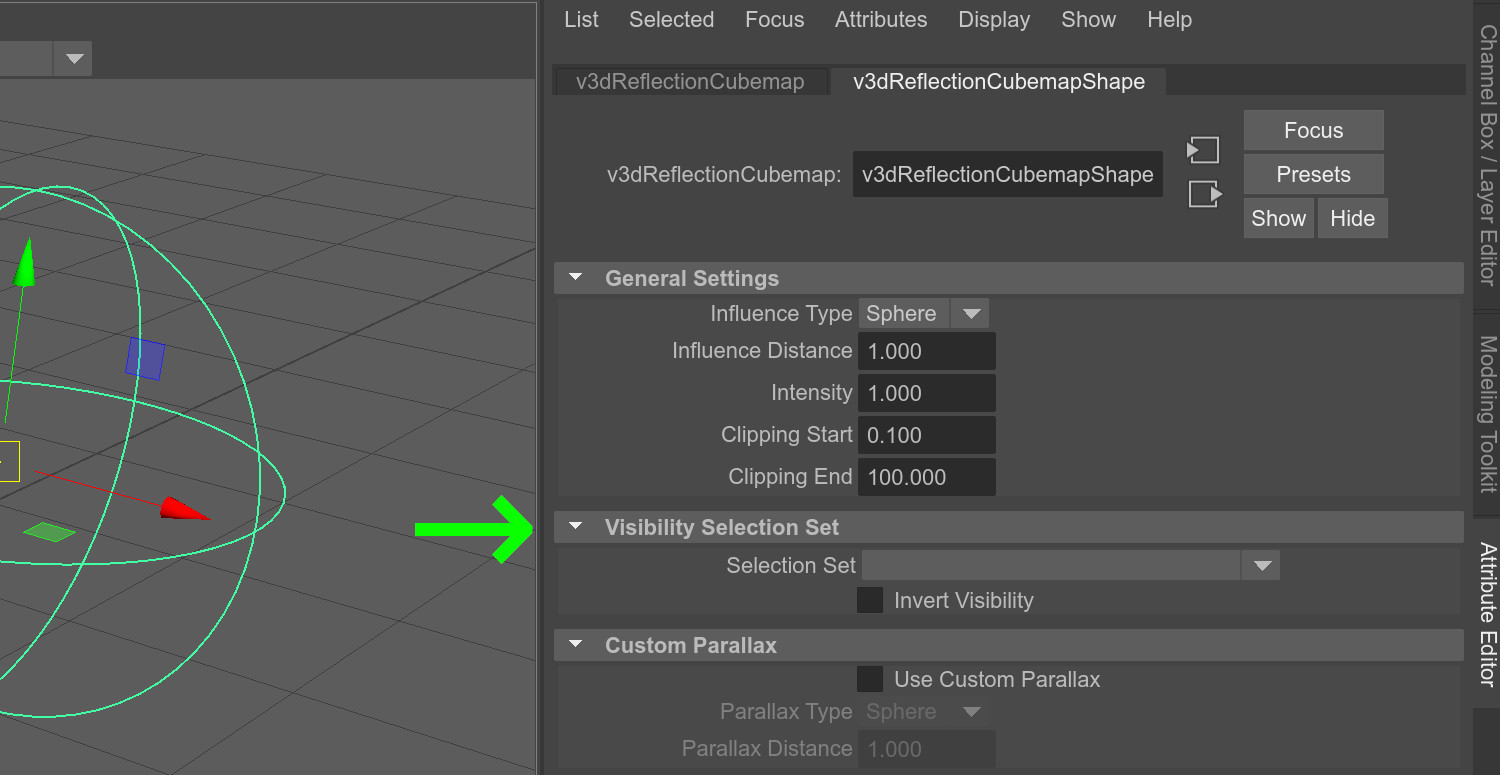 List Selected Focus Attributes Display Show Help
v3dReflectionCubemap v3dReflectionCubemapShape
v3dReflectionCubemap: v3dReflectionCubemapShape
Focus
Presets
Show Hide
General Settings
Influence Type Sphere
Influence Distance 1.000
Intensity 1.000
Clipping Start 0.100
Clipping End 100.000
Visibility Selection Set
Selection Set
Invert Visibility
Custom Parallax
Use Custom Parallax
Parallax Type Sphere
Parallax Distance 1.000
Channel Box / Layer Editor
Modeling Toolkit
Attribute Editor